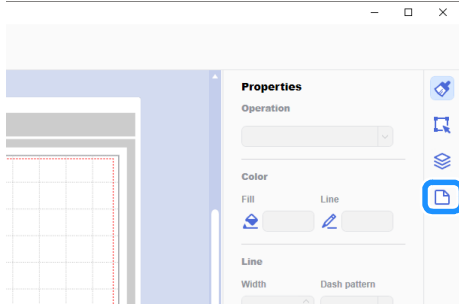 Properties
Operation
Color
Fill Line
Line
Width Dash pattern